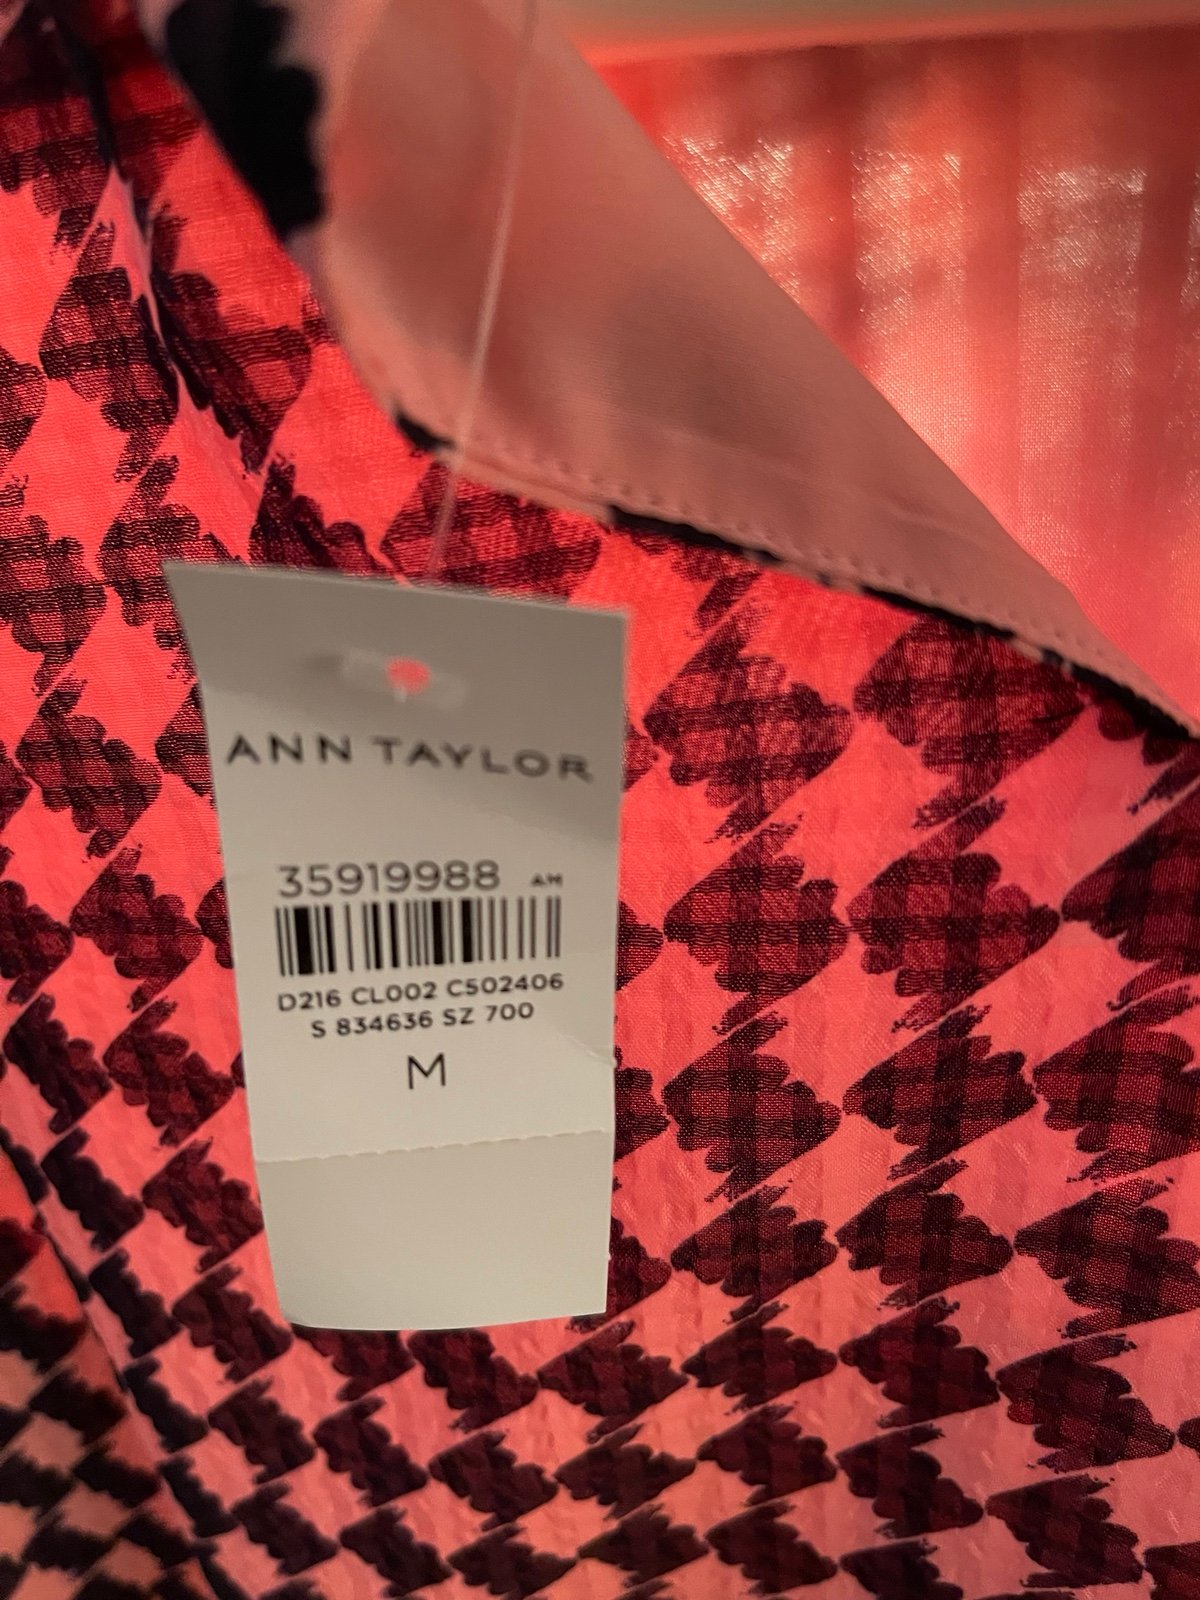 ANN TAYLOR
35919988 AM
D216 CL002 C502406
S 834636 SZ 700
M